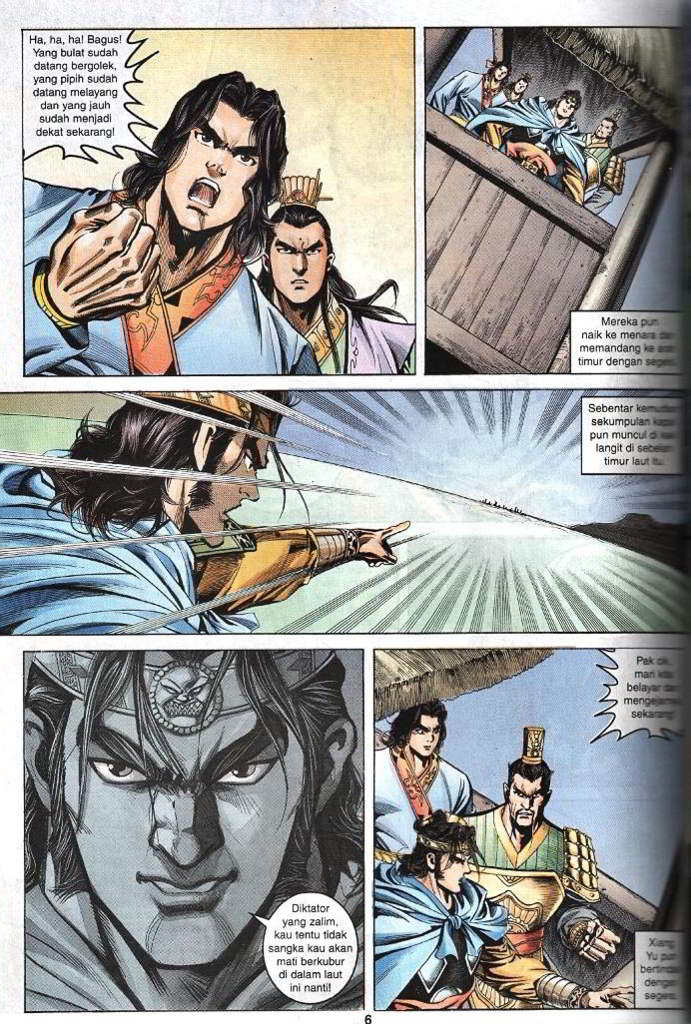 Ha, ha, ha! Bagus!
Yang bulat sudah
datang bergolek,
yang pipih sudah
datang melayang
dan yang jauh
sudah menjadi
dekat sekarang!
Mereka pun
naik ke menara dan
memandang ke
timur dengan segera.
Sebentar kemudian
sekumpulan kapal
pun muncul di kaki
langit di sebelah
timur laut itu.
Diktator
yang zalim,
kau tentu tidak
sangka kau akan
mati berkubur
di dalam laut
ini nanti!
Pak cik,
mari kita
belayar dan
mengejarnya
sekarang!
Xiang
Yu pun
bertindak
dengan
segera.
6